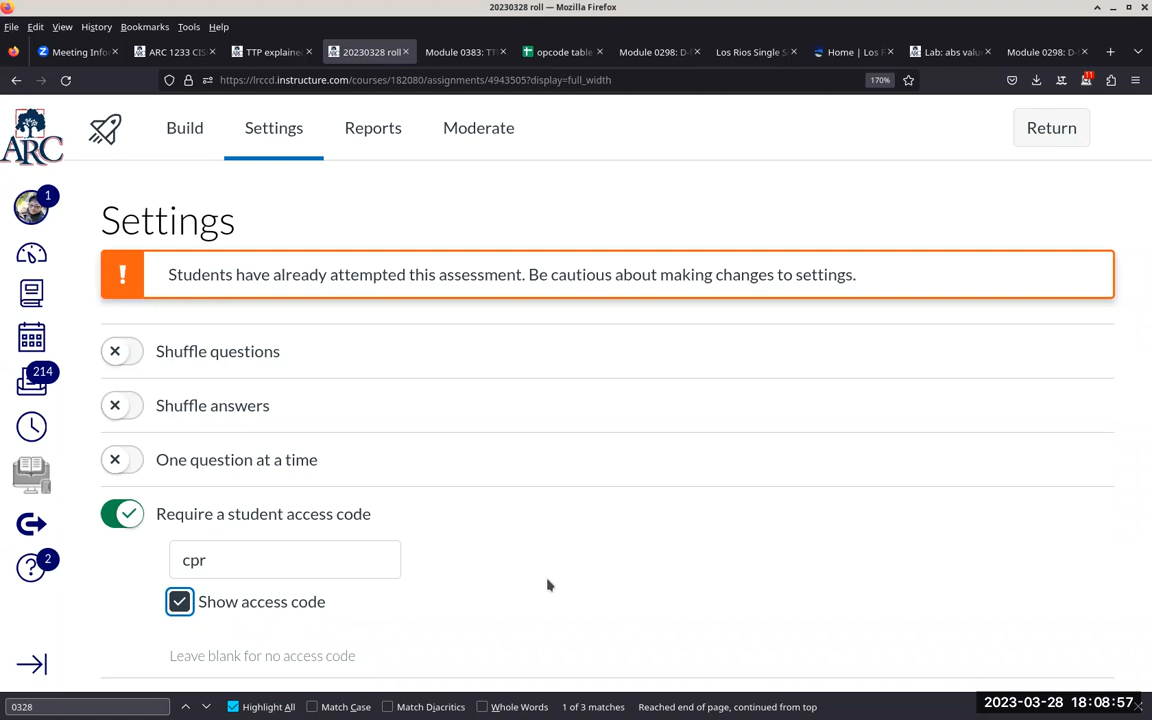 20230328 roll — Mozilla Firefox
File Edit View History Bookmarks Tools Help
Meeting Info ARC 1233 CIS TTP explaine 20230328 roll Module 0383: TT opcode table Module 0298: D- Los Rios Single S Home | Los F Lab: abs valu Module 0298: D-
https://lrccd.instructure.com/courses/182080/assignments/4943505?display=full_width 170% 11
ARC
Build Settings Reports Moderate Return
1
Settings
Students have already attempted this assessment. Be cautious about making changes to settings.
Shuffle questions
214
Shuffle answers
One question at a time
Require a student access code
cpr
2
Show access code
Leave blank for no access code
0328 Highlight All Match Case Match Diacritics Whole Words 1 of 3 matches Reached end of page, continued from top
2023-03-28 18:08:57